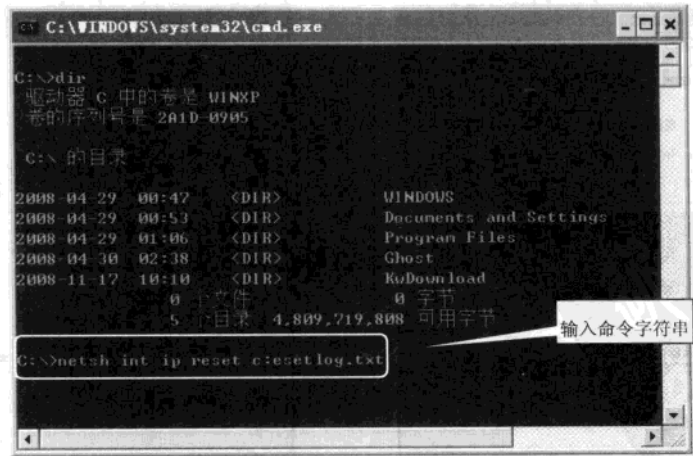 C:\WINDOWS\system32\cmd.exe
C:\>dir
驱动器 C 中的卷是 WINXP
卷的序列号是 2A1D-0905
C:\ 的目录
2008-04-29 00:47 <DIR> WINDOWS
2008-04-29 00:53 <DIR> Documents and Settings
2008-04-29 01:06 <DIR> Program Files
2008-04-30 02:38 <DIR> Ghost
2008-11-17 10:10 <DIR> KwDownload
0 个文件 0 字节
5 个目录 4,809,719,808 可用字节
输入命令字符串
C:\>netsh int ip reset c:esetlog.txt